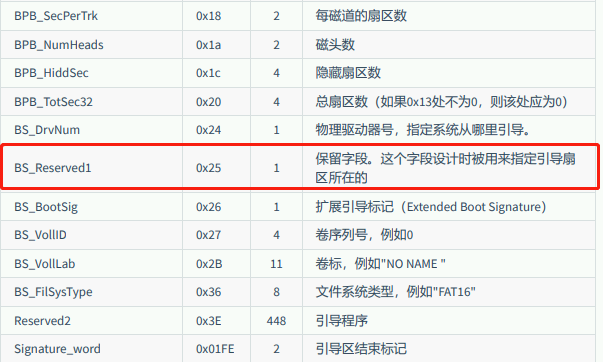 BPB_SecPerTrk 0x18 2 每磁道的扇区数
BPB_NumHeads 0x1a 2 磁头数
BPB_HiddSec 0x1c 4 隐藏扇区数
BPB_TotSec32 0x20 4 总扇区数（如果0x13处不为0，则该处应为0）
BS_DrvNum 0x24 1 物理驱动器号，指定系统从哪里引导。
BS_Reserved1 0x25 1 保留字段。这个字段设计时被用来指定引导扇
区所在的
BS_BootSig 0x26 1 扩展引导标记（Extended Boot Signature）
BS_VollID 0x27 4 卷序列号，例如0
BS_VollLab 0x2B 11 卷标，例如"NO NAME "
BS_FilSysType 0x36 8 文件系统类型，例如"FAT16"
Reserved2 0x3E 448 引导程序
Signature_word 0x01FE 2 引导区结束标记